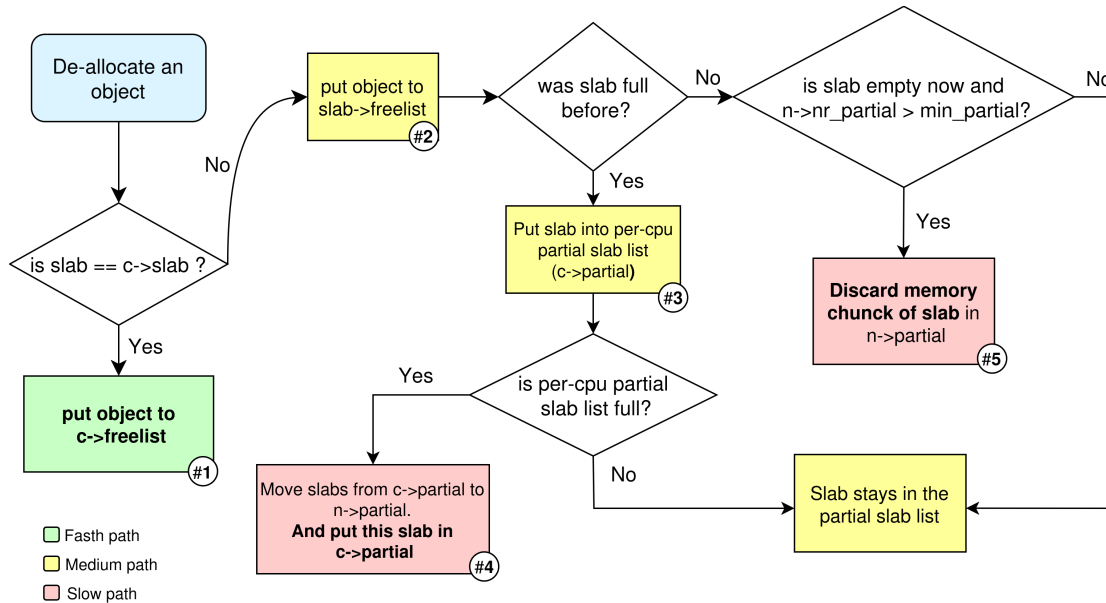 De-allocate an
object
is slab == c->slab ?
Yes
put object to
c->freelist
#1
No
put object to
slab->freelist
#2
was slab full
before?
No
Yes
Put slab into per-cpu
partial slab list
(c->partial)
#3
is per-cpu partial
slab list full?
Yes
Move slabs from c->partial to
n->partial.
And put this slab in
c->partial
#4
No
is slab empty now and
n->nr_partial > min_partial?
Yes
Discard memory
chunck of slab in
n->partial
#5
No
Slab stays in the
partial slab list
Fasth path
Medium path
Slow path